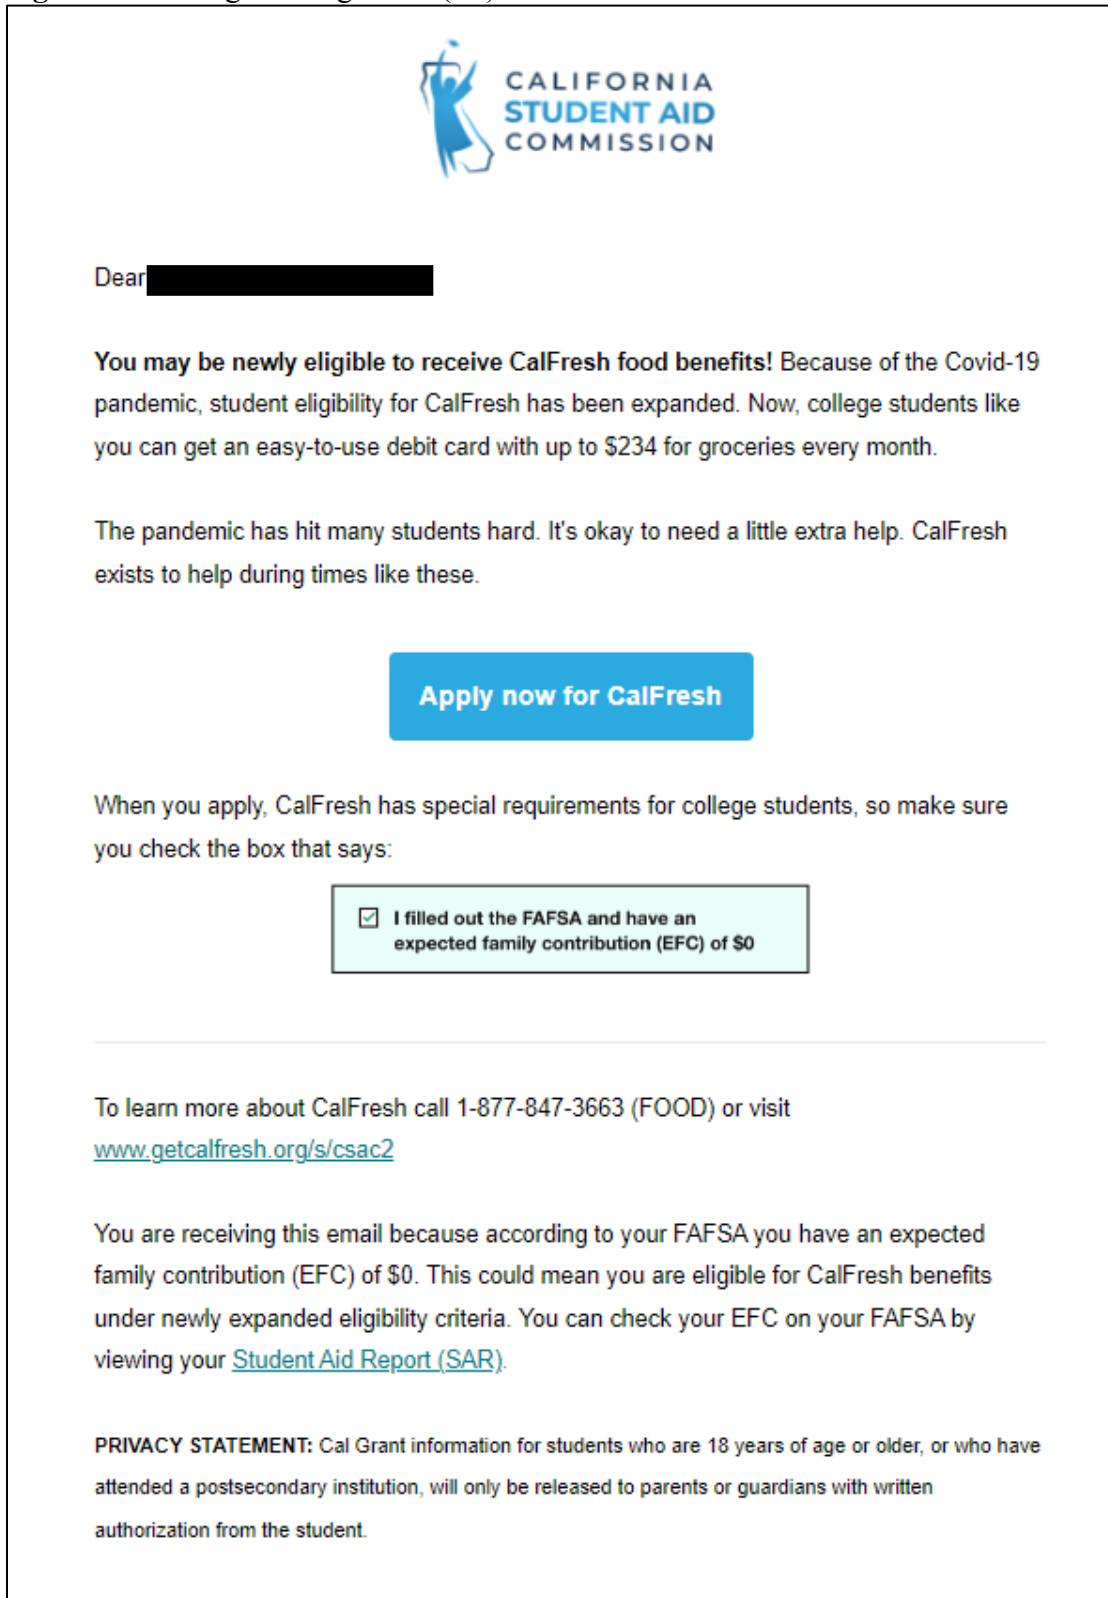 CALIFORNIA
STUDENT AID
COMMISSION
Dear
You may be newly eligible to receive CalFresh food benefits! Because of the Covid-19
pandemic, student eligibility for CalFresh has been expanded. Now, college students like
you can get an easy-to-use debit card with up to $234 for groceries every month.
The pandemic has hit many students hard. It's okay to need a little extra help. CalFresh
exists to help during times like these.
Apply now for CalFresh
When you apply, CalFresh has special requirements for college students, so make sure
you check the box that says:
I filled out the FAFSA and have an
expected family contribution (EFC) of $0
To learn more about CalFresh call 1-877-847-3663 (FOOD) or visit
www.getcalfresh.org/s/csac2
You are receiving this email because according to your FAFSA you have an expected
family contribution (EFC) of $0. This could mean you are eligible for CalFresh benefits
under newly expanded eligibility criteria. You can check your EFC on your FAFSA by
viewing your Student Aid Report (SAR).
PRIVACY STATEMENT: Cal Grant information for students who are 18 years of age or older, or who have
attended a postsecondary institution, will only be released to parents or guardians with written
authorization from the student.